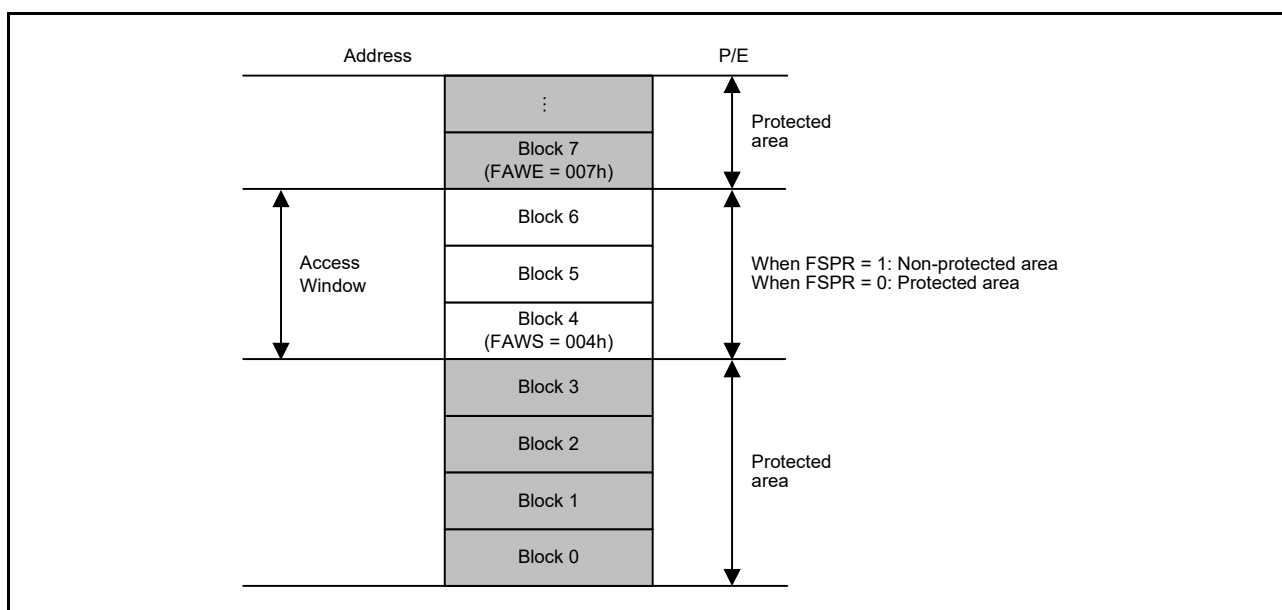 Address
P/E
⋮
Block 7
(FAWE = 007h)
Protected
area
Block 6
Block 5
Block 4
(FAWS = 004h)
Access
Window
When FSPR = 1: Non-protected area
When FSPR = 0: Protected area
Block 3
Block 2
Block 1
Block 0
Protected
area